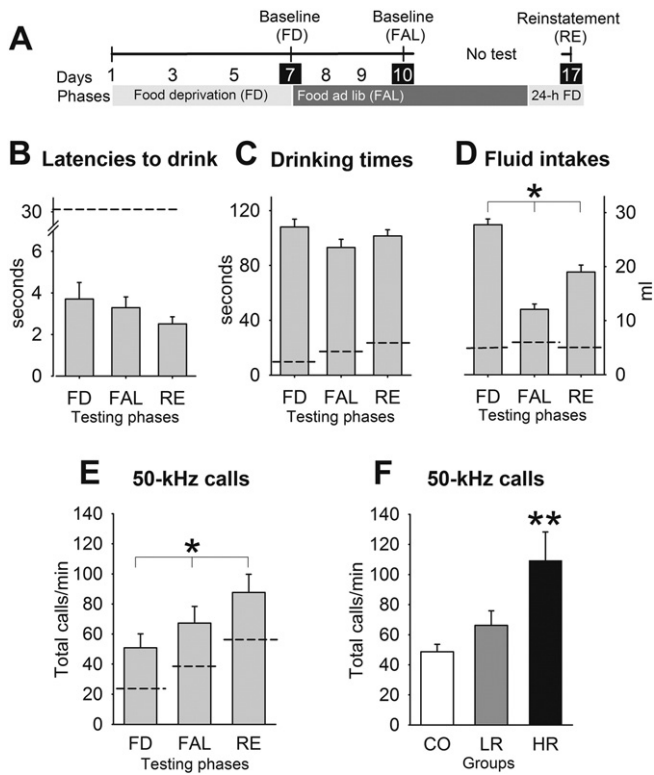 A
Baseline
(FD)
Baseline
(FAL)
Reinstatement
(RE)
No test
Days
1 3 5 7 8 9 10 17
Phases
Food deprivation (FD) Food ad lib (FAL) 24-h FD
B Latencies to drink
30
6
4
2
0
seconds
FD FAL RE
Testing phases
C Drinking times
120
80
40
0
seconds
FD FAL RE
Testing phases
D Fluid intakes
*
30
20
10
0
ml
FD FAL RE
Testing phases
E 50-kHz calls
140
120
100
80
60
40
20
0
Total calls/min
*
FD FAL RE
Testing phases
F 50-kHz calls
140
120
100
80
60
40
20
0
Total calls/min
**
CO LR HR
Groups